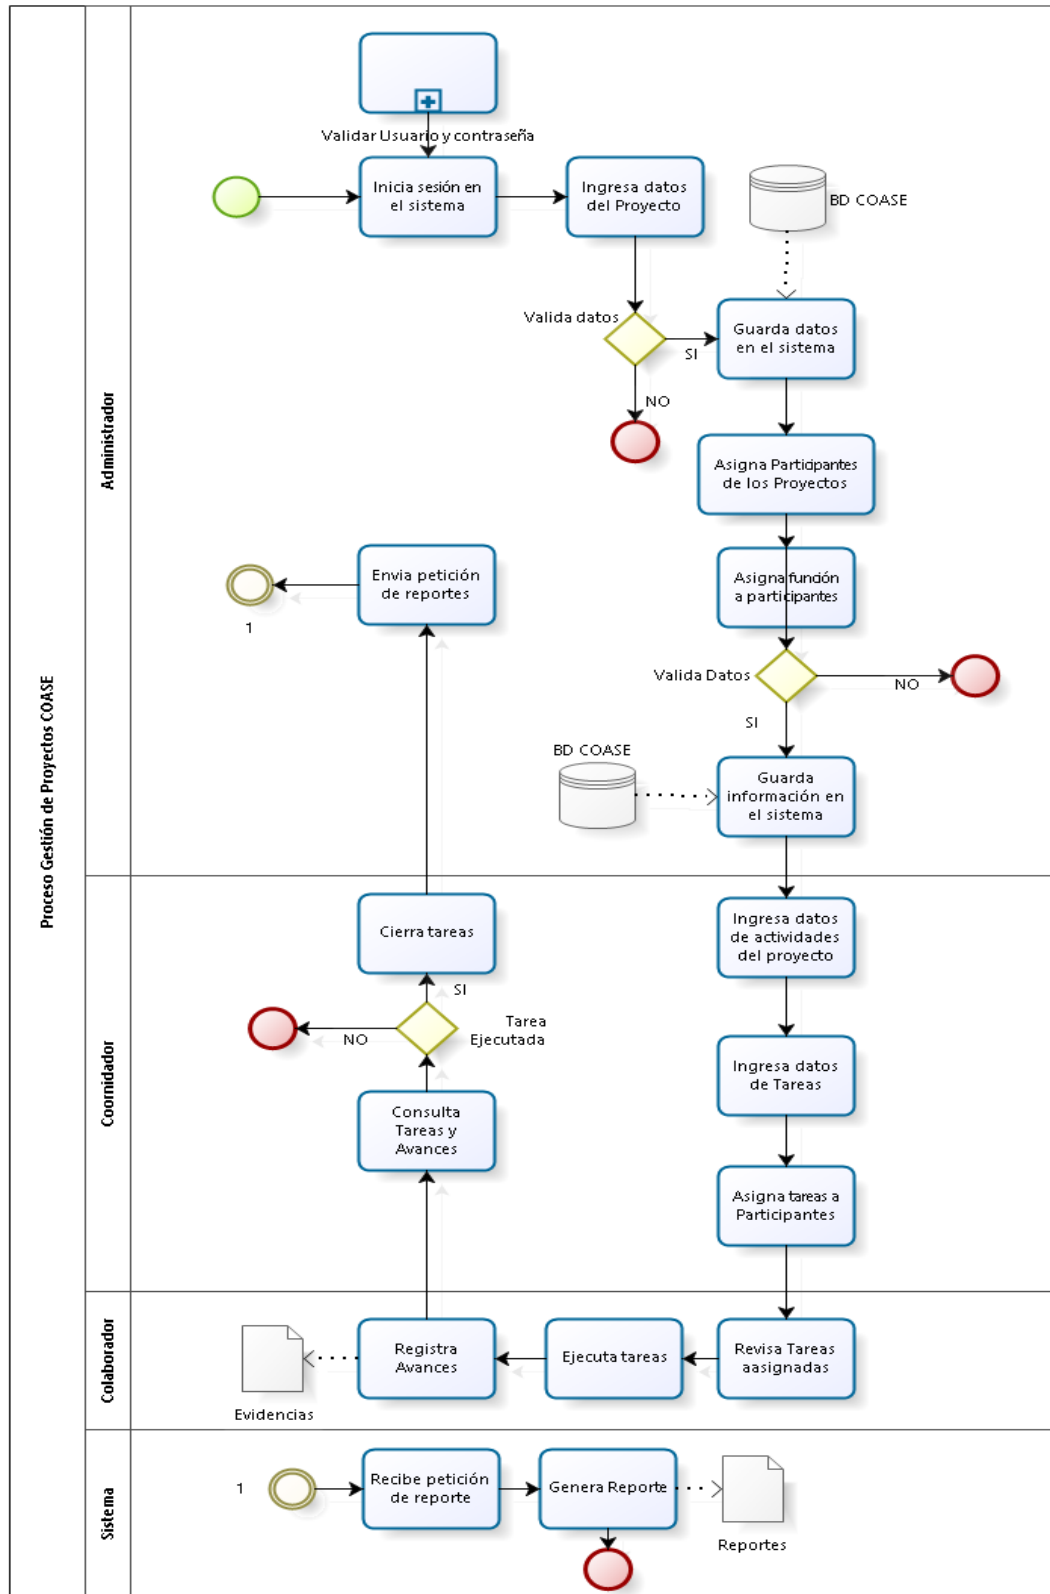 Proceso Gestión de Proyectos COASE
Administrador
Validar Usuario y contraseña
Inicia sesión en
el sistema
Ingresa datos
del Proyecto
BD COASE
Valida datos
SI
NO
Guarda datos
en el sistema
Asigna Participantes
de los Proyectos
Envia petición
de reportes
1
Asigna función
a participantes
Valida Datos
NO
SI
BD COASE
Guarda
información en
el sistema
Coornidador
Cierra tareas
SI
NO
Tarea
Ejecutada
Consulta
Tareas y
Avances
Ingresa datos
de actividades
del proyecto
Ingresa datos
de Tareas
Asigna tareas a
Participantes
Colaborador
Evidencias
Registra
Avances
Ejecuta tareas
Revisa Tareas
aasignadas
Sistema
1
Recibe petición
de reporte
Genera Reporte
Reportes